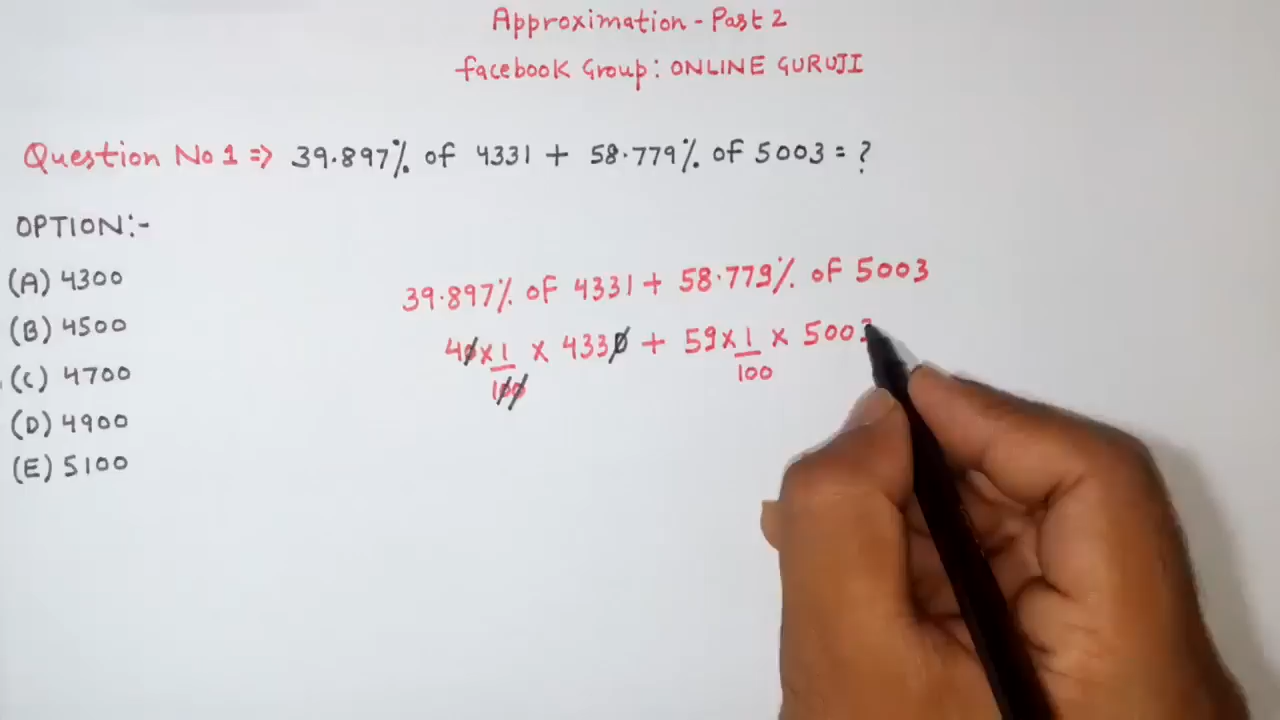 Approximation - Part 2
facebook Group: ONLINE GURUJI
Question No 1 => 39.897% of 4331 + 58.779% of 5003 = ?
OPTION:-
(A) 4300
(B) 4500
(C) 4700
(D) 4900
(E) 5100
39.897% of 4331 + 58.779% of 5003
40 × 1/100 × 4330 + 59 × 1/100 × 5003